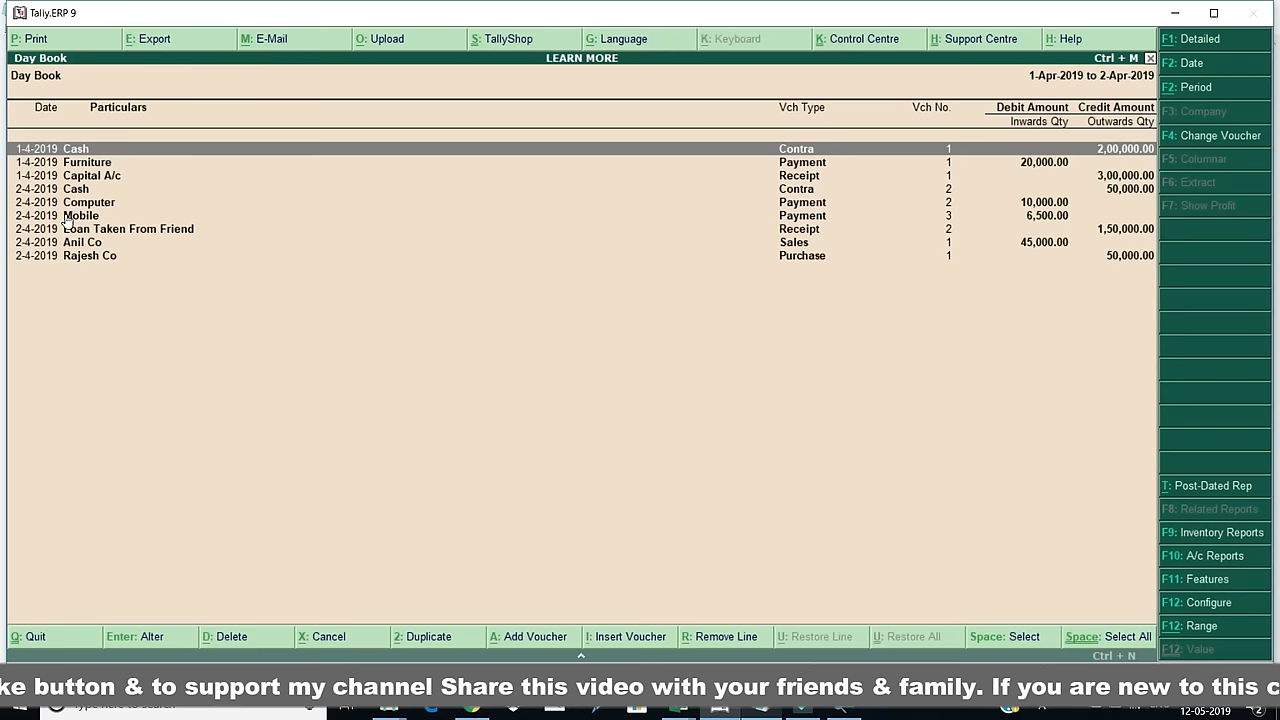 Tally.ERP 9
P: Print E: Export M: E-Mail O: Upload S: TallyShop G: Language K: Keyboard K: Control Centre H: Support Centre H: Help
Day Book LEARN MORE Ctrl + M
Day Book 1-Apr-2019 to 2-Apr-2019
Date Particulars Vch Type Vch No. Debit Amount Credit Amount
Inwards Qty Outwards Qty
1-4-2019 Cash Contra 1 2,00,000.00
1-4-2019 Furniture Payment 1 20,000.00
1-4-2019 Capital A/c Receipt 1 3,00,000.00
2-4-2019 Cash Contra 2 50,000.00
2-4-2019 Computer Payment 2 10,000.00
2-4-2019 Mobile Payment 3 6,500.00
2-4-2019 Loan Taken From Friend Receipt 2 1,50,000.00
2-4-2019 Anil Co Sales 1 45,000.00
2-4-2019 Rajesh Co Purchase 1 50,000.00
F1: Detailed
F2: Date
F2: Period
F3: Company
F4: Change Voucher
F5: Columnar
F6: Extract
F7: Show Profit
T: Post-Dated Rep
F8: Related Reports
F9: Inventory Reports
F10: A/c Reports
F11: Features
F12: Configure
F12: Range
F12: Value
Q: Quit Enter: Alter D: Delete X: Cancel 2: Duplicate A: Add Voucher I: Insert Voucher R: Remove Line U: Restore Line U: Restore All Space: Select Space: Select All
Ctrl + N
ke button & to support my channel Share this video with your friends & family. If you are new to this c
12-05-2019